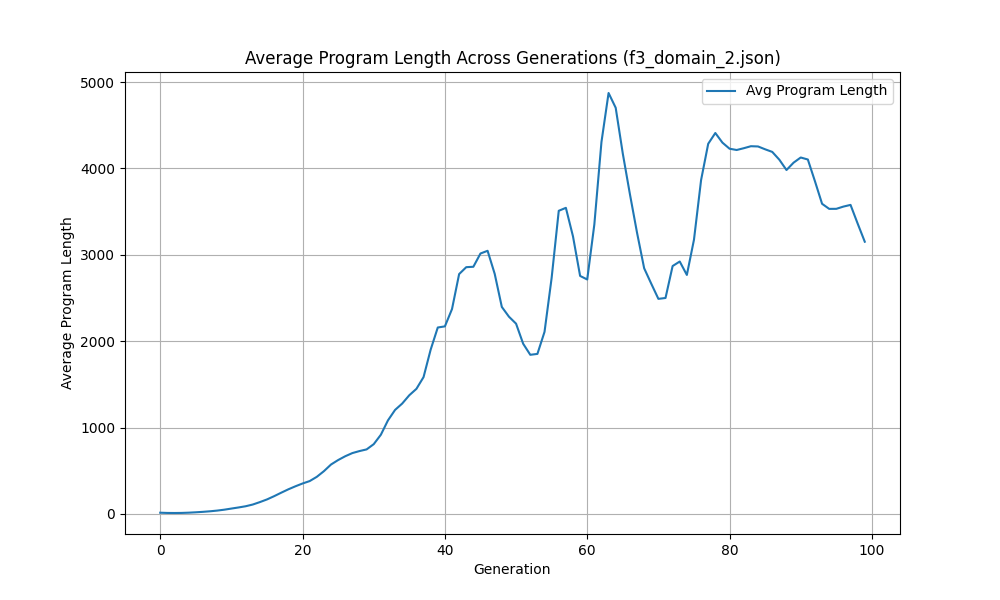 Average Program Length Across Generations (f3_domain_2.json)
Avg Program Length
5000
4000
3000
2000
1000
0
Average Program Length
0 20 40 60 80 100
Generation